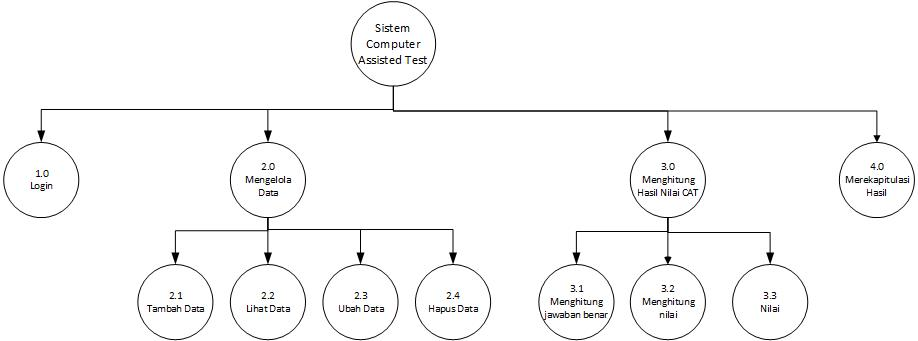 Sistem
Computer
Assisted Test
1.0
Login
2.0
Mengelola
Data
3.0
Menghitung
Hasil Nilai CAT
4.0
Merekapitulasi
Hasil
2.1
Tambah Data
2.2
Lihat Data
2.3
Ubah Data
2.4
Hapus Data
3.1
Menghitung
jawaban benar
3.2
Menghitung
nilai
3.3
Nilai